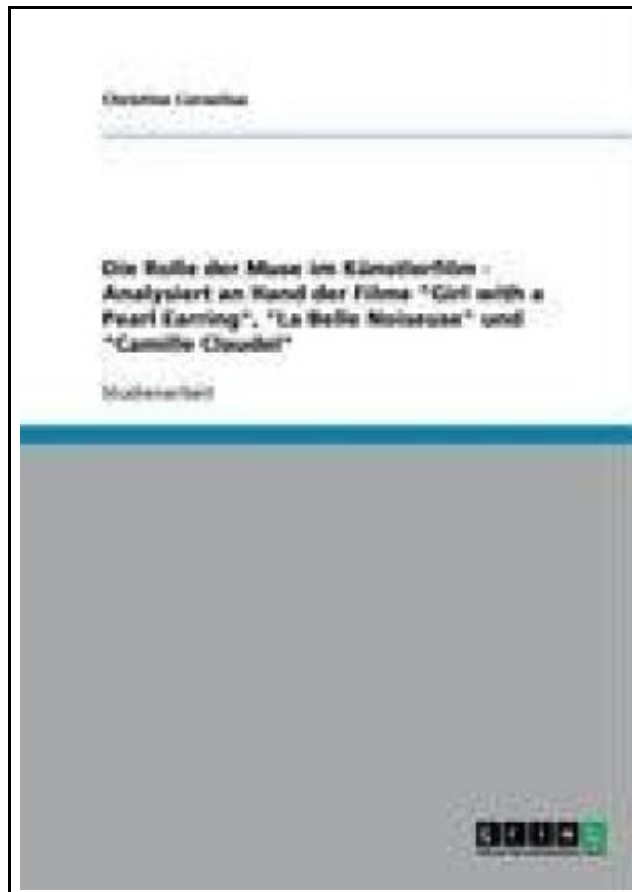 Christine Cornelius
Die Rolle der Muse im Künstlerfilm -
Analysiert an Hand der Filme "Girl with a
Pearl Earring", "La Belle Noiseuse" und
"Camille Claudel"
Studienarbeit
GRIN